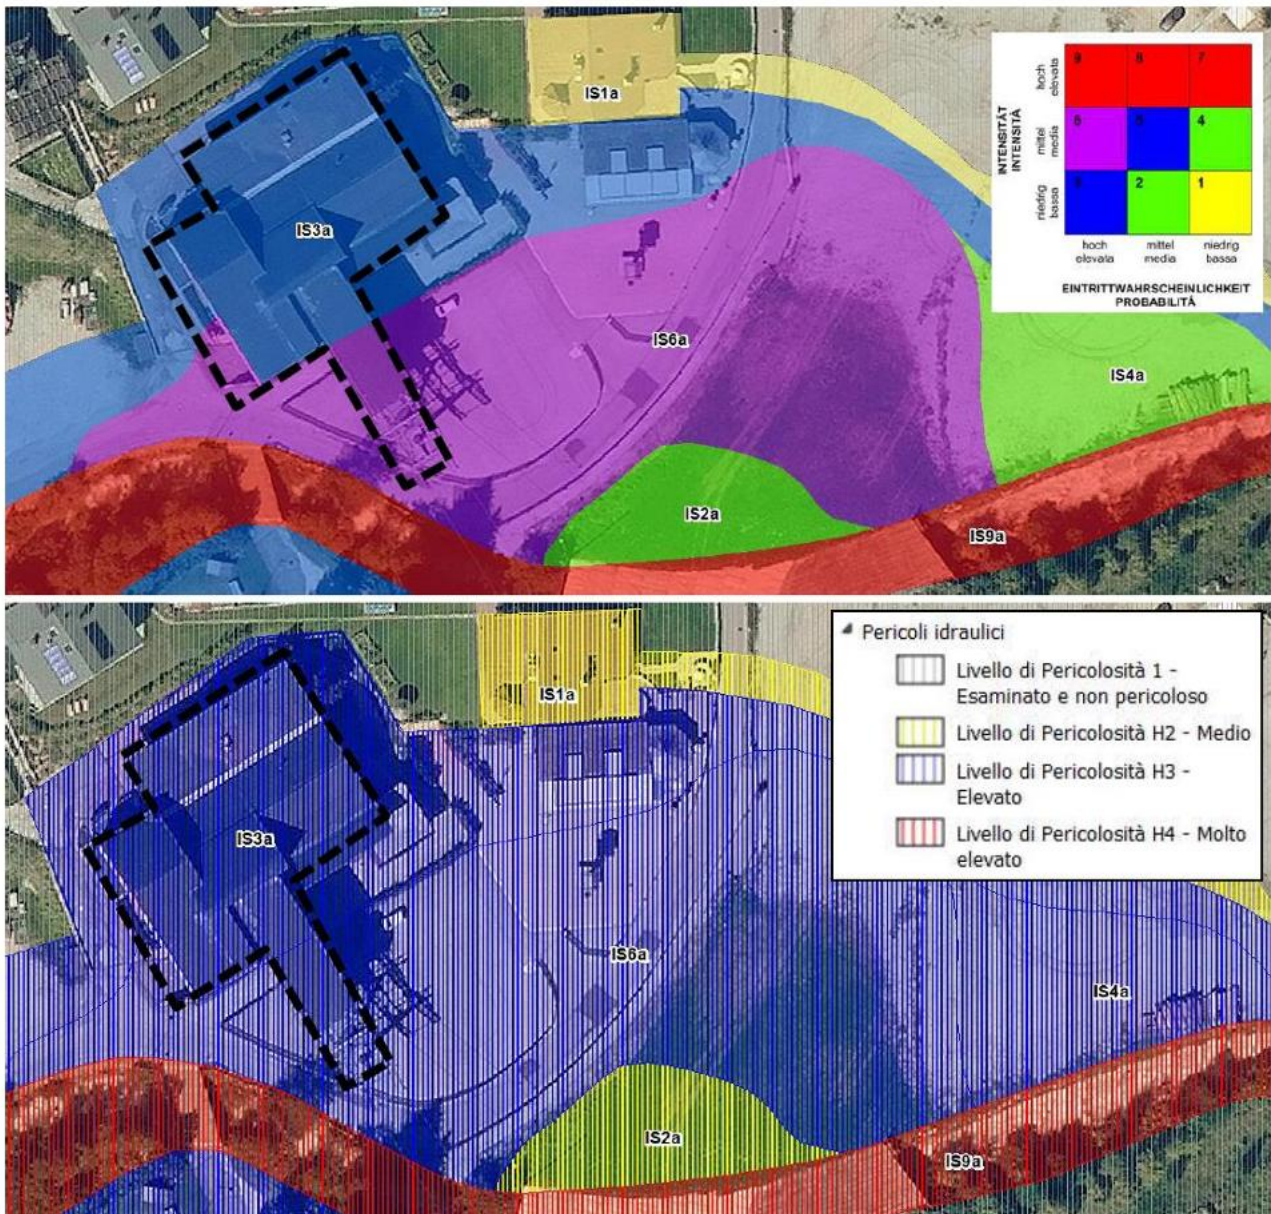 IS1a
IS3a
IS6a
IS4a
IS2a
IS9a
INTENSITÄT
INTENSITÀ
hoch
elevata
mittel
media
niedrig
bassa
9 8 7
6 5 4
3 2 1
hoch
elevata
mittel
media
niedrig
bassa
EINTRITTWAHRSCHEINLICHKEIT
PROBABILITÁ
IS1a
IS3a
IS6a
IS4a
IS2a
IS9a
Pericoli idraulici
Livello di Pericolosità 1 -
Esaminato e non pericoloso
Livello di Pericolosità H2 - Medio
Livello di Pericolosità H3 -
Elevato
Livello di Pericolosità H4 - Molto
elevato